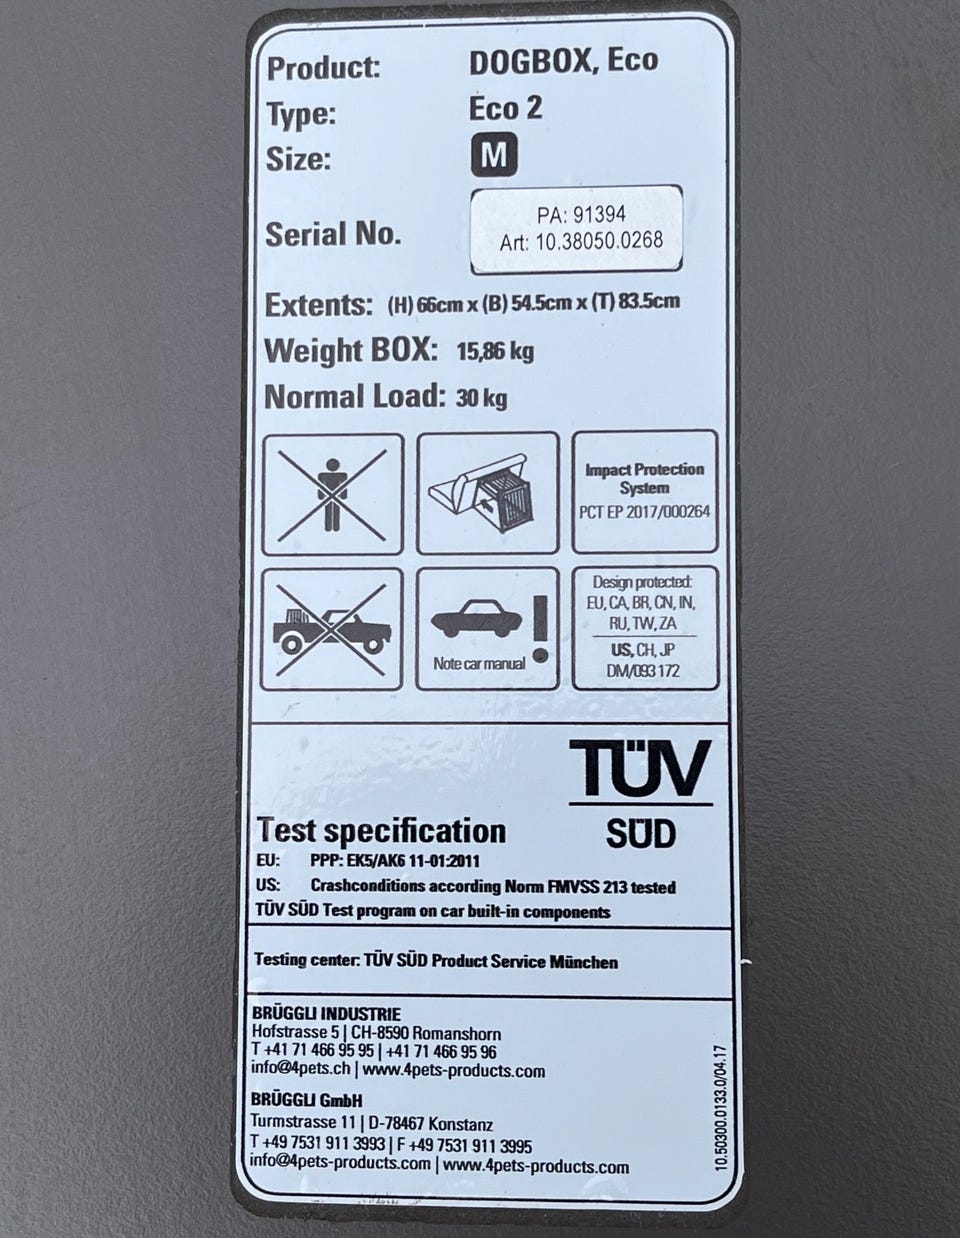 Product: DOGBOX, Eco
Type: Eco 2
Size: M
Serial No. PA: 91394
Art: 10.38050.0268
Extents: (H) 66cm x (B) 54.5cm x (T) 83.5cm
Weight BOX: 15,86 kg
Normal Load: 30 kg
Impact Protection
System
PCT EP 2017/000264
Note car manual
Design protected:
EU, CA, BR, CN, IN,
RU, TW, ZA
US, CH, JP
DM/093 172
TÜV
SÜD
Test specification
EU: PPP: EK5/AK6 11-01:2011
US: Crashconditions according Norm FMVSS 213 tested
TÜV SÜD Test program on car built-in components
Testing center: TÜV SÜD Product Service München
BRÜGGLI INDUSTRIE
Hofstrasse 5 | CH-8590 Romanshorn
T +41 71 466 95 95 | +41 71 466 95 96
info@4pets.ch | www.4pets-products.com
BRÜGGLI GmbH
Turmstrasse 11 | D-78467 Konstanz
T +49 7531 911 3993 | F +49 7531 911 3995
info@4pets-products.com | www.4pets-products.com
10.50300.0133.0/04.17